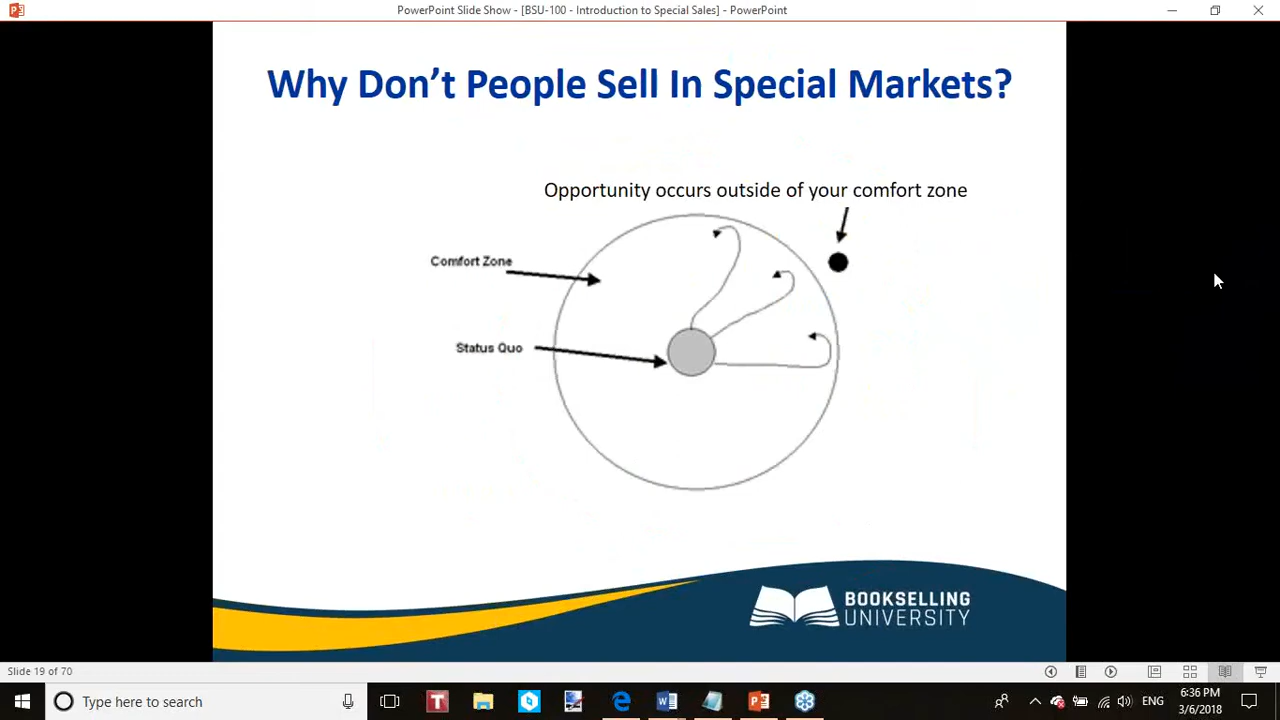 PowerPoint Slide Show - [BSU-100 - Introduction to Special Sales] - PowerPoint
Why Don’t People Sell In Special Markets?
Opportunity occurs outside of your comfort zone
Comfort Zone
Status Quo
BOOKSELLING
UNIVERSITY
Slide 19 of 70
Type here to search
ENG
6:36 PM
3/6/2018